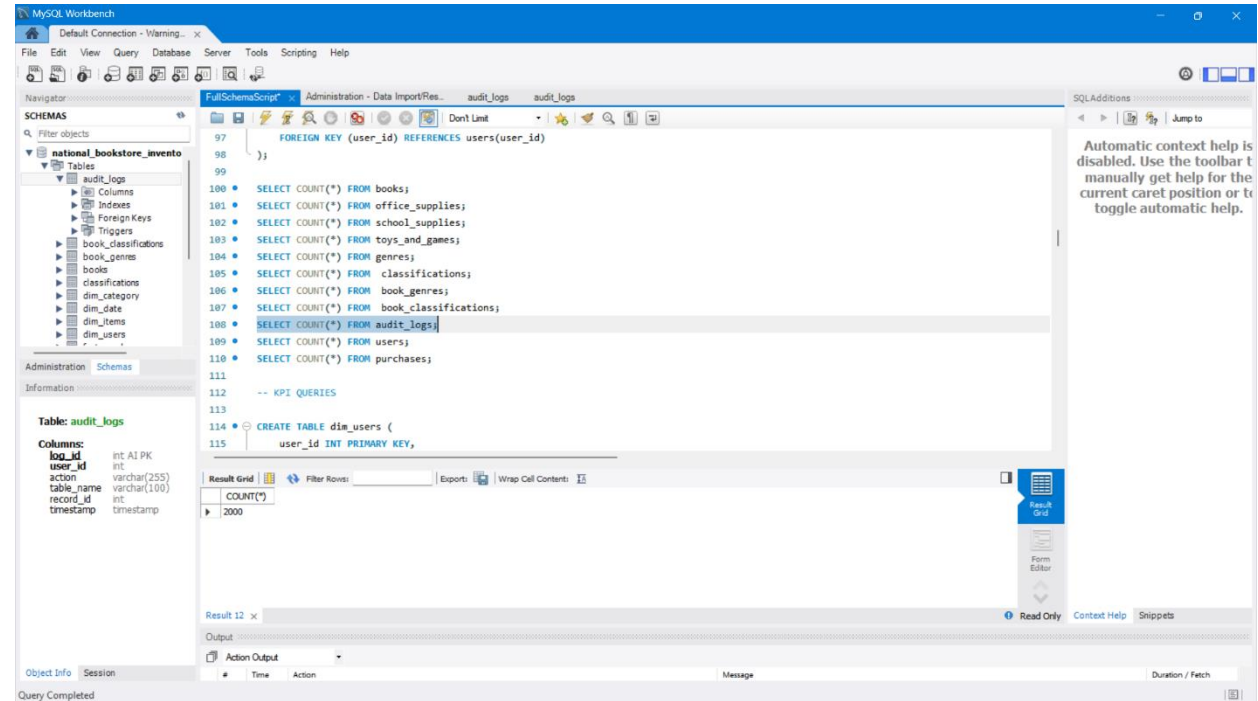 MySQL Workbench
Default Connection - Warning...
File Edit View Query Database Server Tools Scripting Help
Navigator
SCHEMAS
Filter objects
national_bookstore_invento
Tables
audit_logs
Columns
Indexes
Foreign Keys
Triggers
book_classifications
book_genres
books
classifications
dim_category
dim_date
dim_items
dim_users
Administration Schemas
Information
Table: audit_logs
Columns:
log_id int AI PK
user_id int
action varchar(255)
table_name varchar(100)
record_id int
timestamp timestamp
Object Info Session
FullSchemaScript* Administration - Data Import/Res... audit_logs audit_logs
Don't Limit
97 FOREIGN KEY (user_id) REFERENCES users(user_id)
98 );
99
100 SELECT COUNT(*) FROM books;
101 SELECT COUNT(*) FROM office_supplies;
102 SELECT COUNT(*) FROM school_supplies;
103 SELECT COUNT(*) FROM toys_and_games;
104 SELECT COUNT(*) FROM genres;
105 SELECT COUNT(*) FROM classifications;
106 SELECT COUNT(*) FROM book_genres;
107 SELECT COUNT(*) FROM book_classifications;
108 SELECT COUNT(*) FROM audit_logs;
109 SELECT COUNT(*) FROM users;
110 SELECT COUNT(*) FROM purchases;
111
112 -- KPI QUERIES
113
114 CREATE TABLE dim_users (
115 user_id INT PRIMARY KEY,
Result Grid Filter Rows: Export: Wrap Cell Content:
COUNT(*)
2000
Result Grid
Form Editor
Result 12
Read Only
Output
Action Output
# Time Action Message Duration / Fetch
SQLAdditions
Jump to
Automatic context help is
disabled. Use the toolbar t
manually get help for the
current caret position or to
toggle automatic help.
Context Help Snippets
Query Completed